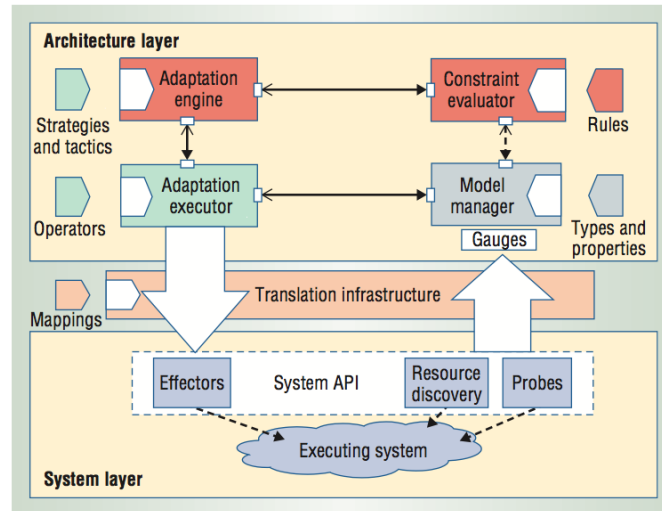 Architecture layer
Adaptation
engine
Constraint
evaluator
Strategies
and tactics
Rules
Adaptation
executor
Model
manager
Operators
Gauges
Types and
properties
Translation infrastructure
Mappings
Effectors
System API
Resource
discovery
Probes
Executing system
System layer